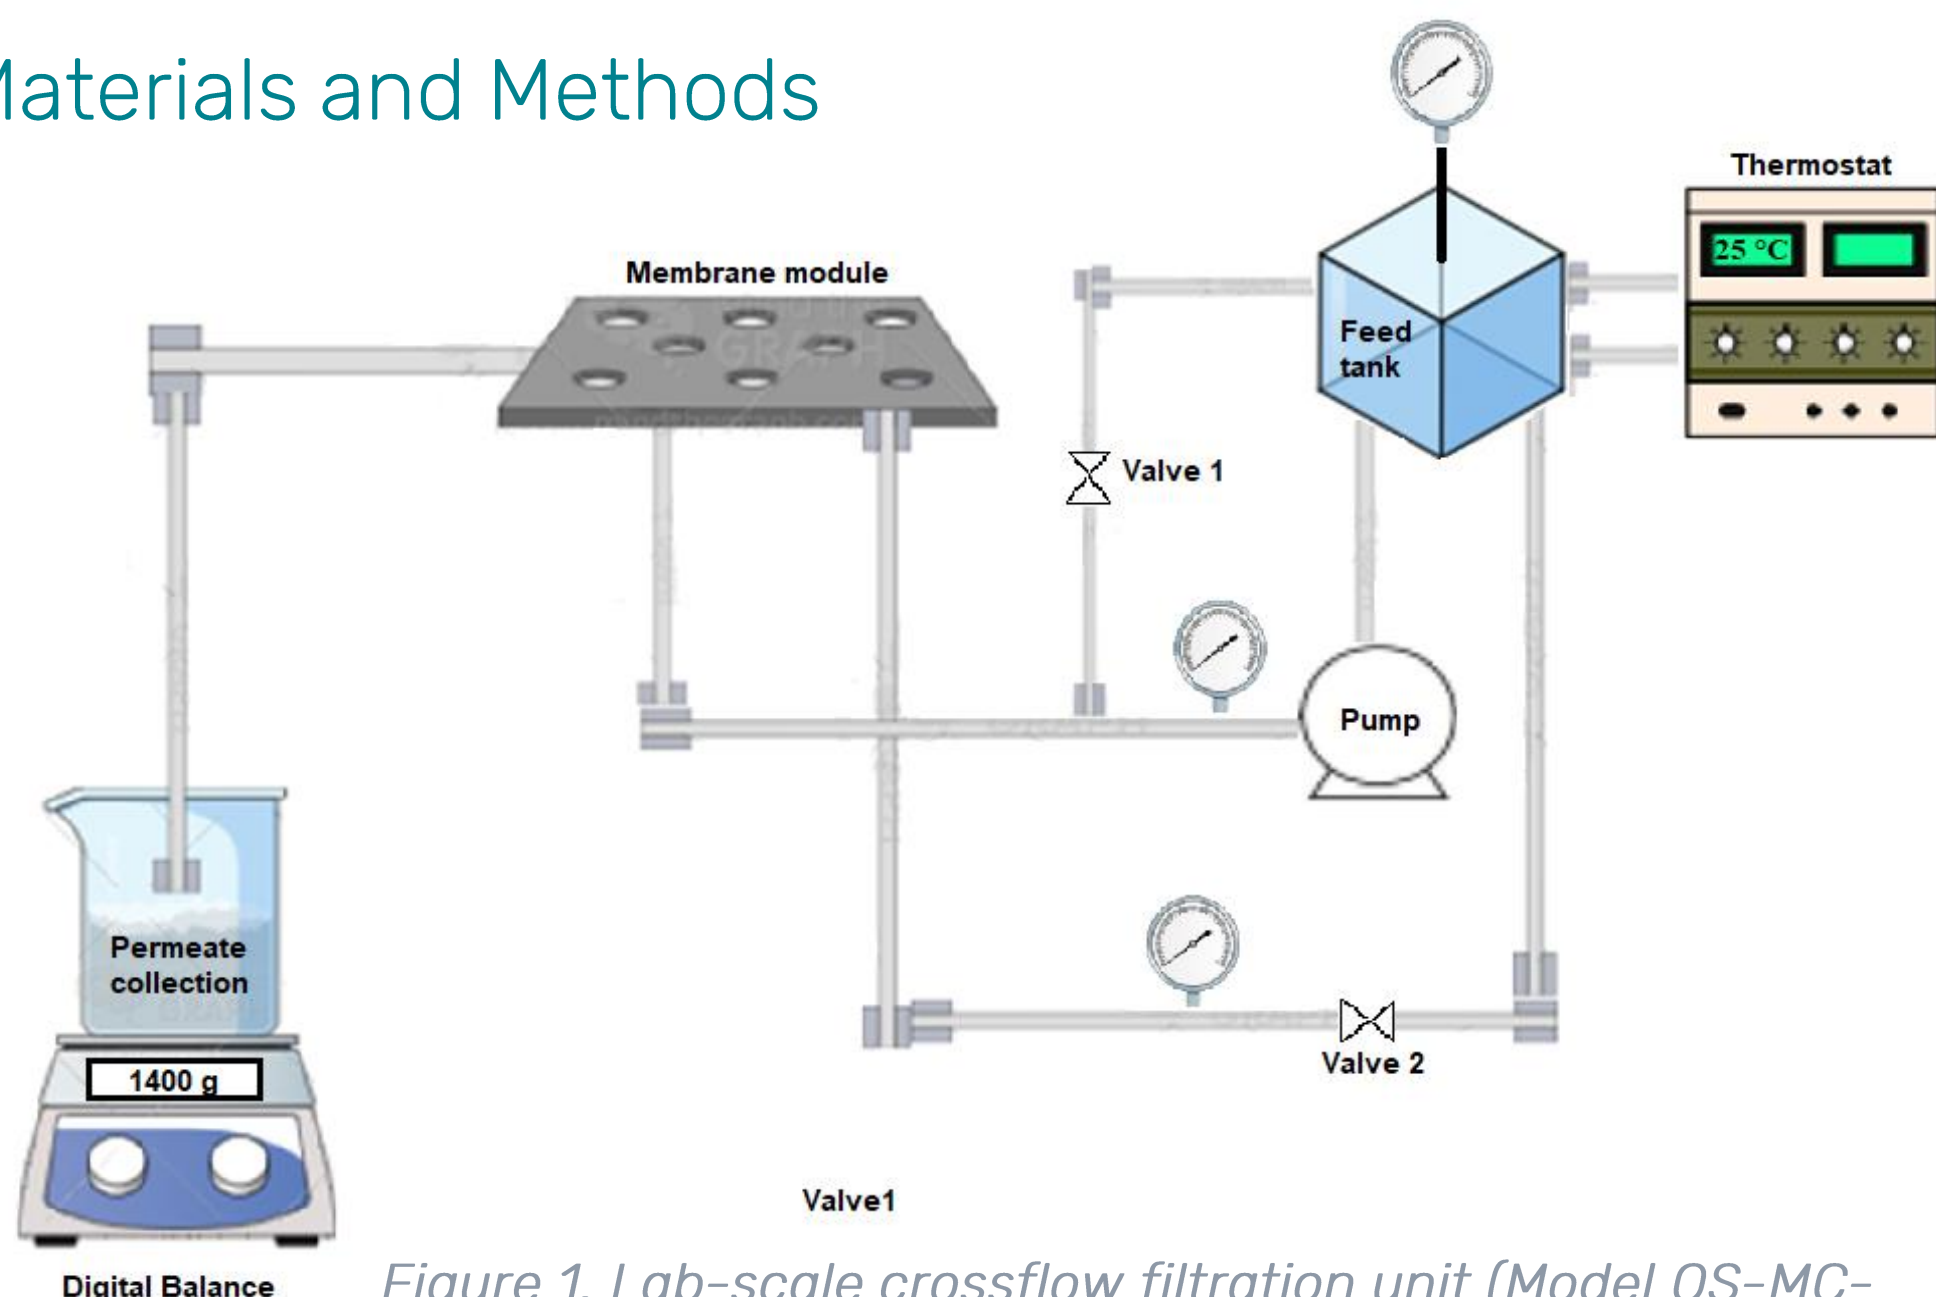 Materials and Methods
Thermostat
25 °C
Membrane module
Feed
tank
Valve 1
Pump
Permeate
collection
Valve 2
1400 g
Valve1
Digital Balance
Figure 1. Lab-scale crossflow filtration unit (Model OS-MC-